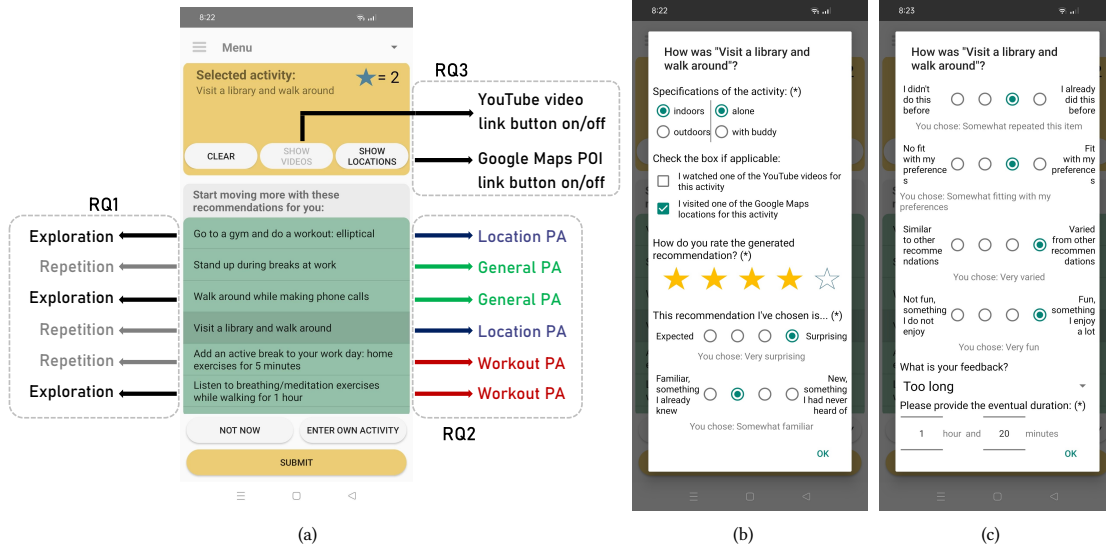 8:22
Menu
Selected activity:
★= 2
Visit a library and walk around
CLEAR
SHOW
VIDEOS
SHOW
LOCATIONS
RQ3
YouTube video
link button on/off
Google Maps POI
link button on/off
Start moving more with these
recommendations for you:
RQ1
Exploration
Go to a gym and do a workout: elliptical
Location PA
Repetition
Stand up during breaks at work
General PA
Exploration
Walk around while making phone calls
General PA
Repetition
Visit a library and walk around
Location PA
Repetition
Add an active break to your work day: home
exercises for 5 minutes
Workout PA
Exploration
Listen to breathing/meditation exercises
while walking for 1 hour
Workout PA
RQ2
NOT NOW
ENTER OWN ACTIVITY
SUBMIT
(a)
8:22
How was "Visit a library and
walk around"?
Specifications of the activity: (*)
indoors
alone
outdoors
with buddy
Check the box if applicable:
I watched one of the YouTube videos for
this activity
I visited one of the Google Maps
locations for this activity
How do you rate the generated
recommendation? (*)
This recommendation I've chosen is... (*)
Expected
Surprising
You chose: Very surprising
Familiar,
something
I already
knew
New,
something
I had never
heard of
You chose: Somewhat familiar
OK
(b)
8:23
2
How was "Visit a library and
walk around"?
I didn't
do this
before
I already
did this
before
You chose: Somewhat repeated this item
No fit
with my
preference
s
Fit
with my
preference
s
You chose: Somewhat fitting with my
preferences
Similar
to other
recomme
ndations
Varied
from other
recommen
dations
You chose: Very varied
Not fun,
something
I do not
enjoy
Fun,
something
I enjoy
a lot
You chose: Very fun
What is your feedback?
Too long
Please provide the eventual duration: (*)
1 hour and 20 minutes
OK
(c)